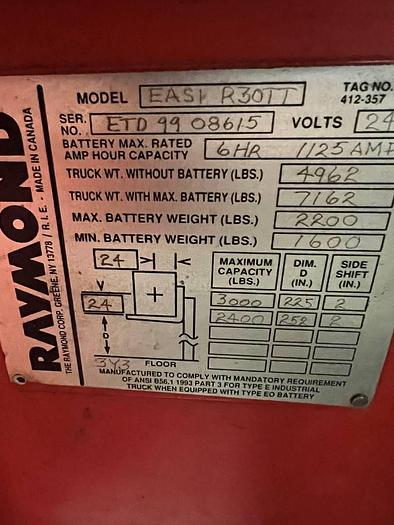 MODEL EASI R30TT TAG NO. 412-357
SER. NO. ETD 99 08615 VOLTS 24
BATTERY MAX. RATED AMP HOUR CAPACITY 6HR 1125 AMP
TRUCK WT. WITHOUT BATTERY (LBS.) 4962
TRUCK WT. WITH MAX. BATTERY (LBS.) 7162
MAX. BATTERY WEIGHT (LBS.) 2200
MIN. BATTERY WEIGHT (LBS.) 1600
24
24
D
343 FLOOR
MAXIMUM CAPACITY (LBS.) DIM. D (IN.) SIDE SHIFT (IN.)
3000 225 2
2400 252 2
MANUFACTURED TO COMPLY WITH MANDATORY REQUIREMENT
OF ANSI B56.1 1993 PART 3 FOR TYPE E INDUSTRIAL
TRUCK WHEN EQUIPPED WITH TYPE EO BATTERY
RAYMOND
THE RAYMOND CORP. GREENE, NY 13778 / R.I.E. - MADE IN CANADA